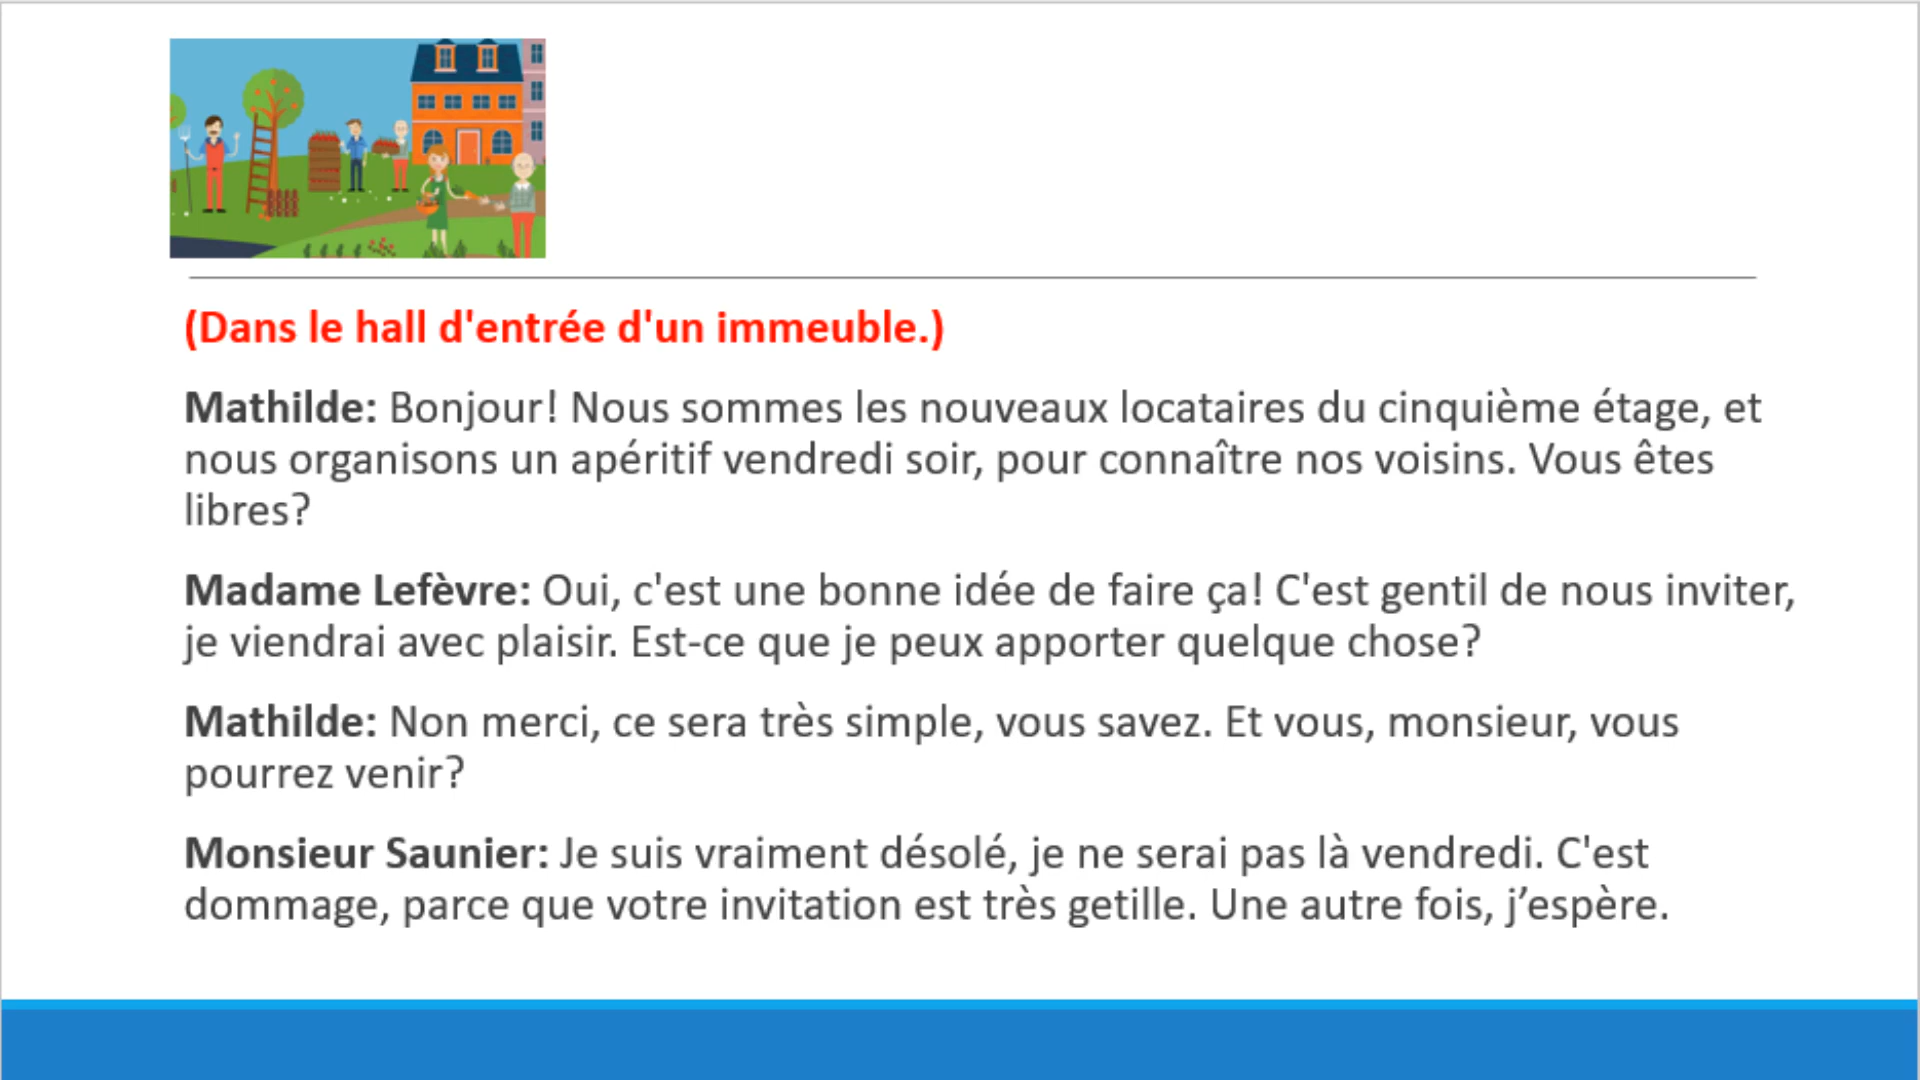 (Dans le hall d'entrée d'un immeuble.)
Mathilde: Bonjour! Nous sommes les nouveaux locataires du cinquième étage, et
nous organisons un apéritif vendredi soir, pour connaître nos voisins. Vous êtes
libres?
Madame Lefèvre: Oui, c'est une bonne idée de faire ça! C'est gentil de nous inviter,
je viendrai avec plaisir. Est-ce que je peux apporter quelque chose?
Mathilde: Non merci, ce sera très simple, vous savez. Et vous, monsieur, vous
pourrez venir?
Monsieur Saunier: Je suis vraiment désolé, je ne serai pas là vendredi. C'est
dommage, parce que votre invitation est très getille. Une autre fois, j’espère.